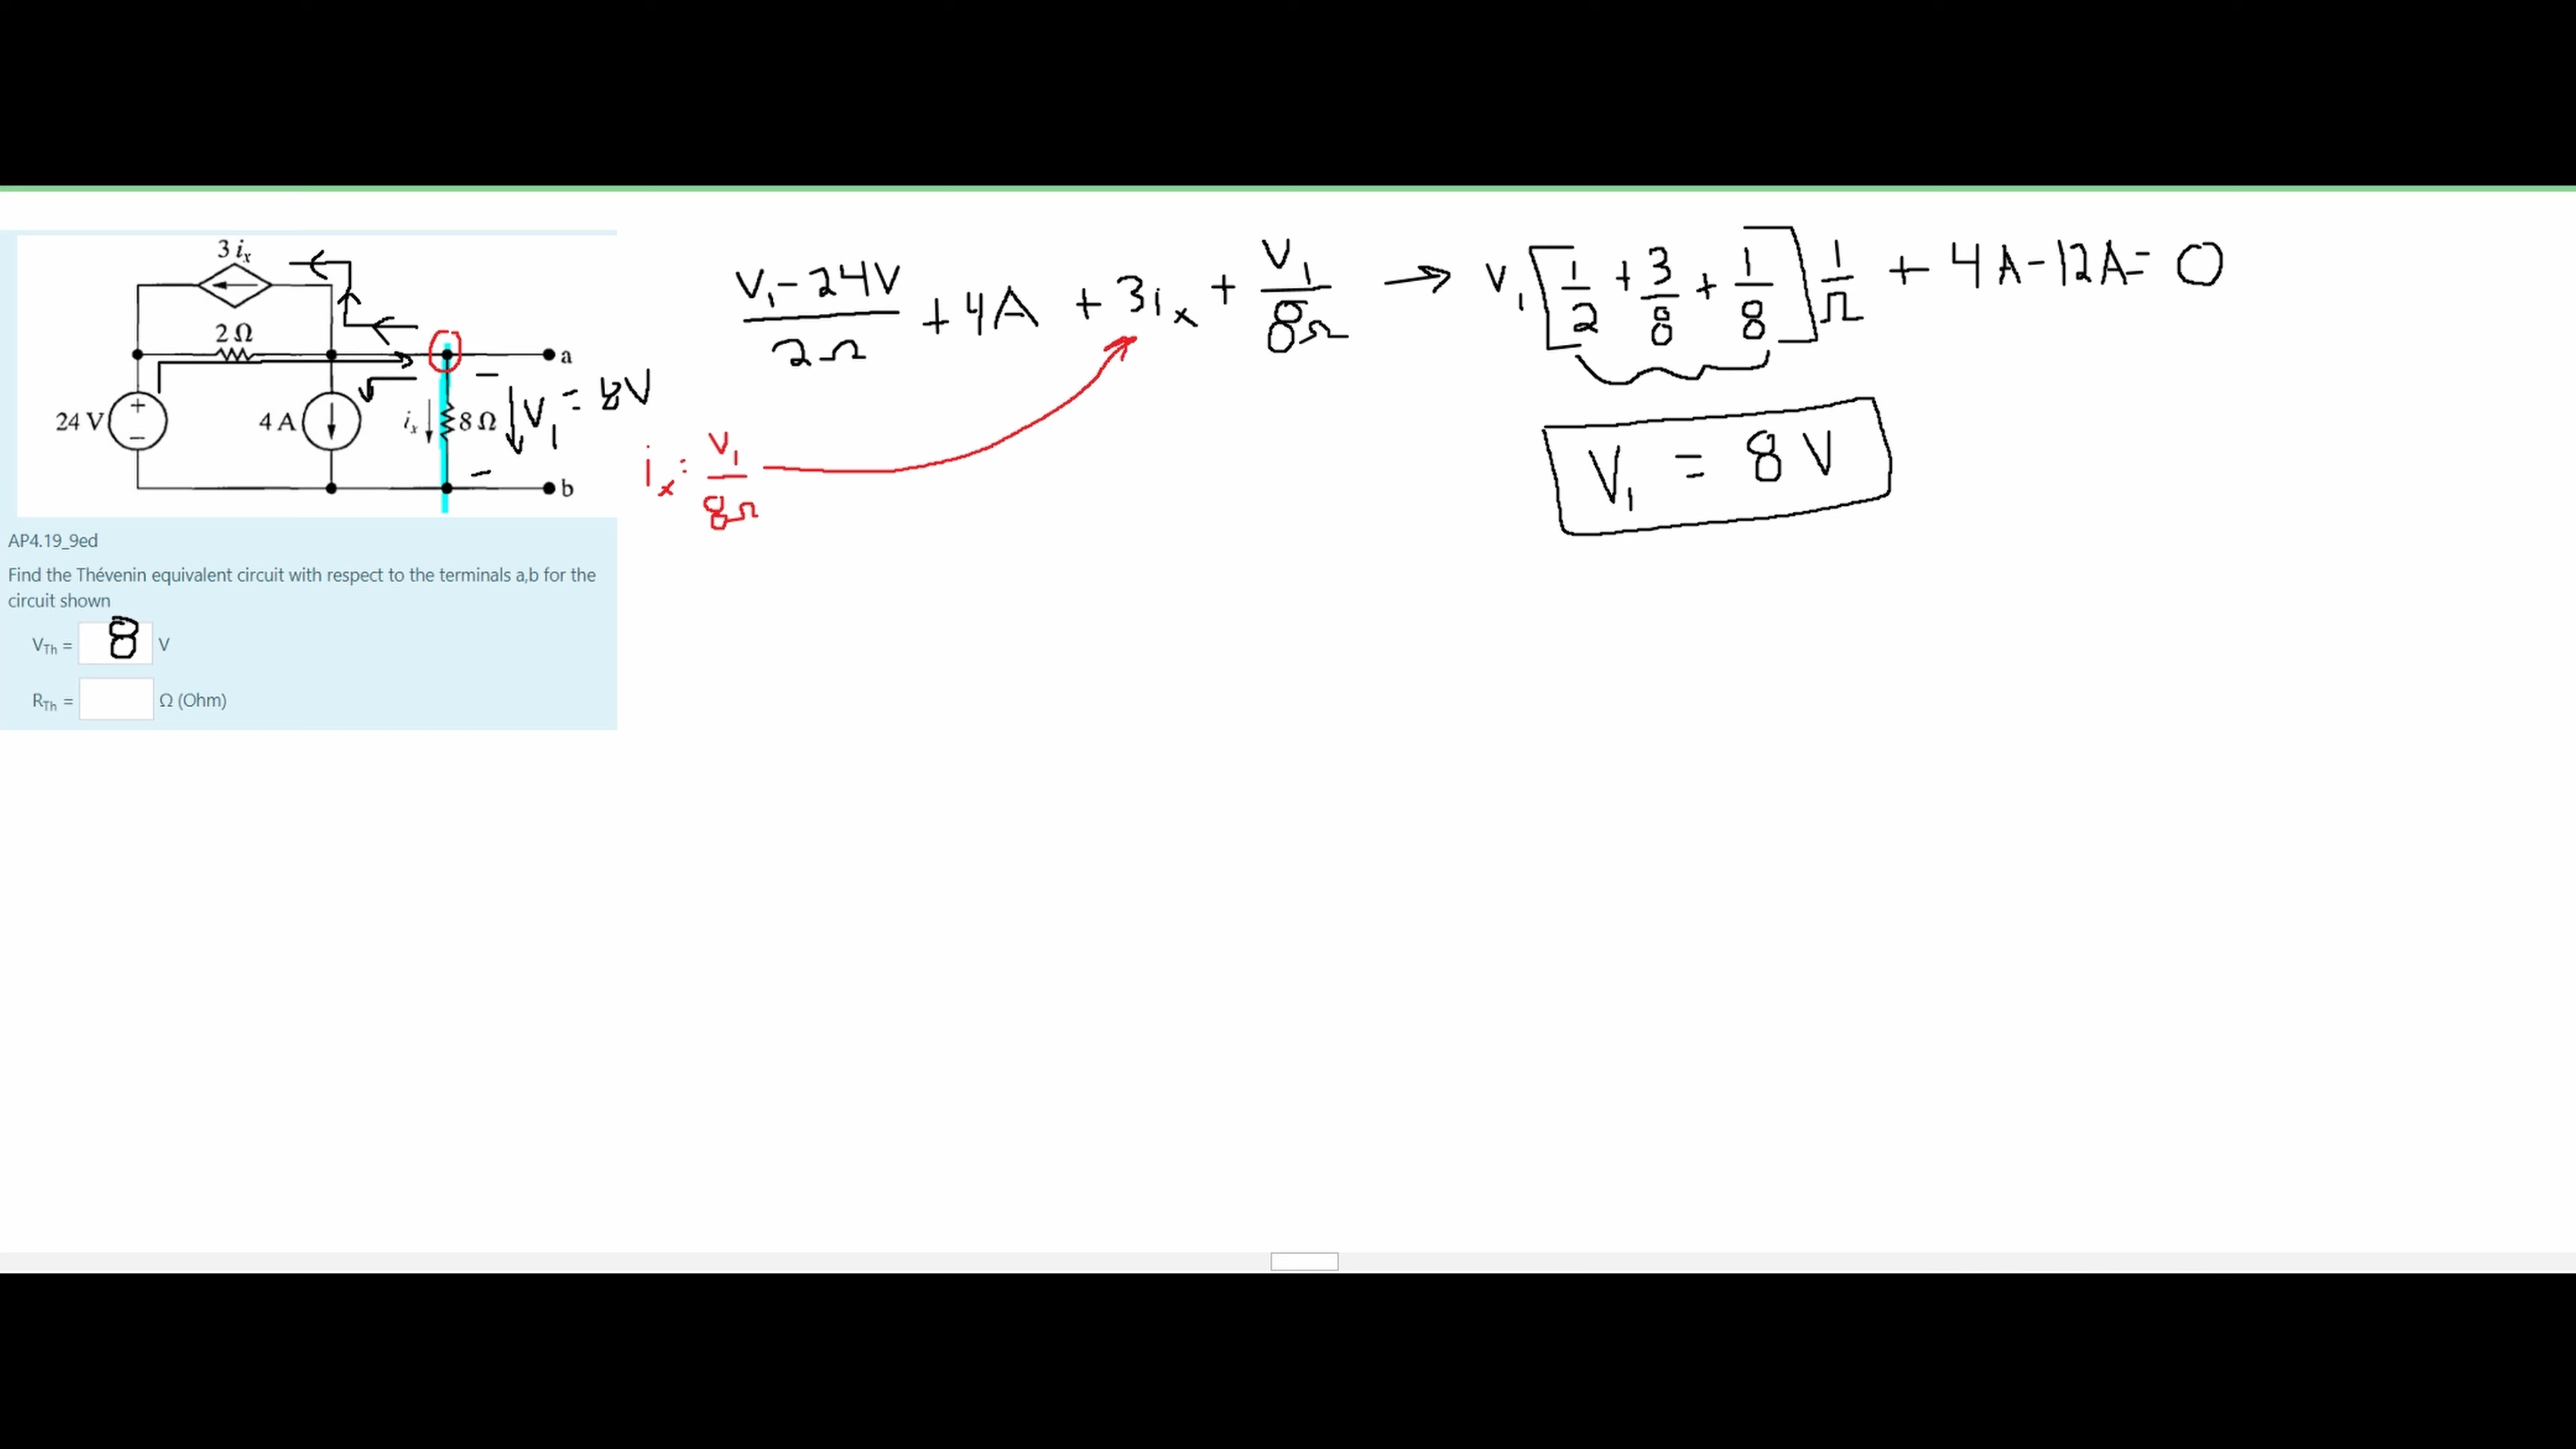 3 iₓ
2 Ω
a
24 V
+
−
4 A
iₓ
8 Ω
b
−
V₁ = 8V
−
AP4.19_9ed
Find the Thévenin equivalent circuit with respect to the terminals a,b for the
circuit shown
V_Th = 8 V
R_Th = Ω (Ohm)
(V₁ - 24V)/2Ω + 4A + 3iₓ + V₁/8Ω → V₁[1/2 + 3/8 + 1/8] 1/Ω + 4A - 12A = 0
iₓ = V₁/8Ω
V₁ = 8 V